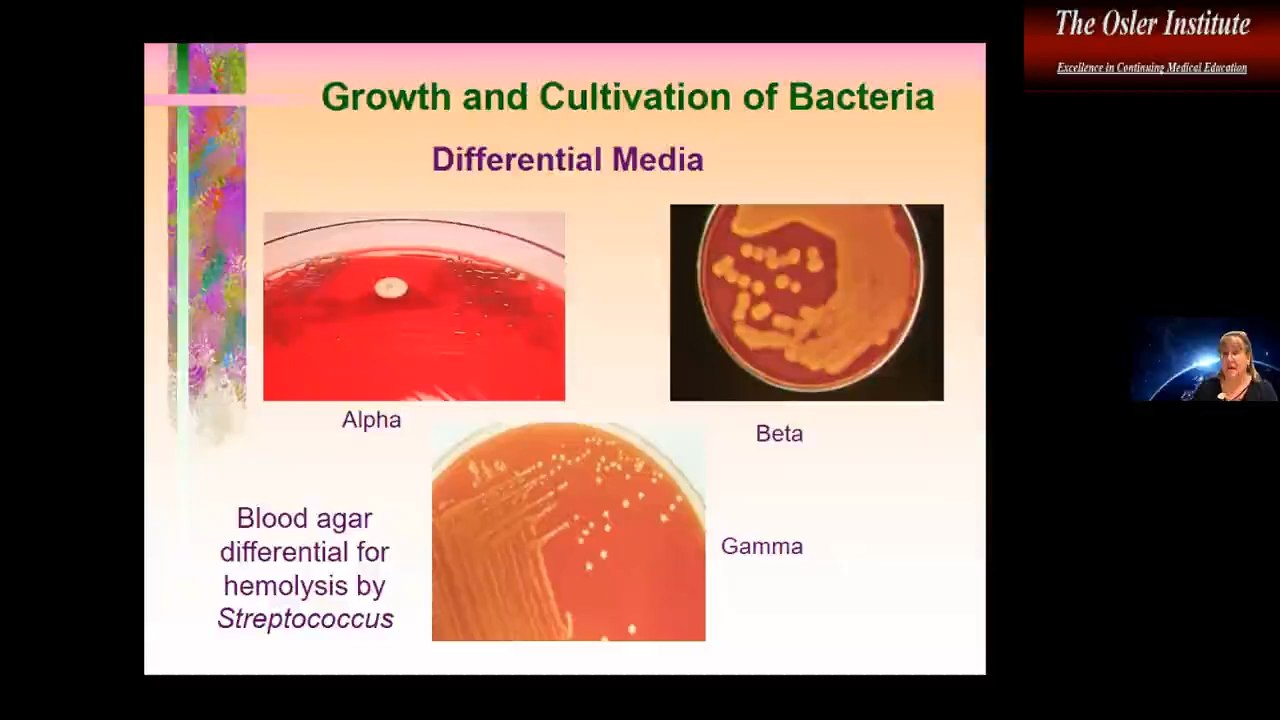 The Osler Institute
Excellence in Continuing Medical Education
Growth and Cultivation of Bacteria
Differential Media
Alpha
Beta
Gamma
Blood agar
differential for
hemolysis by
Streptococcus